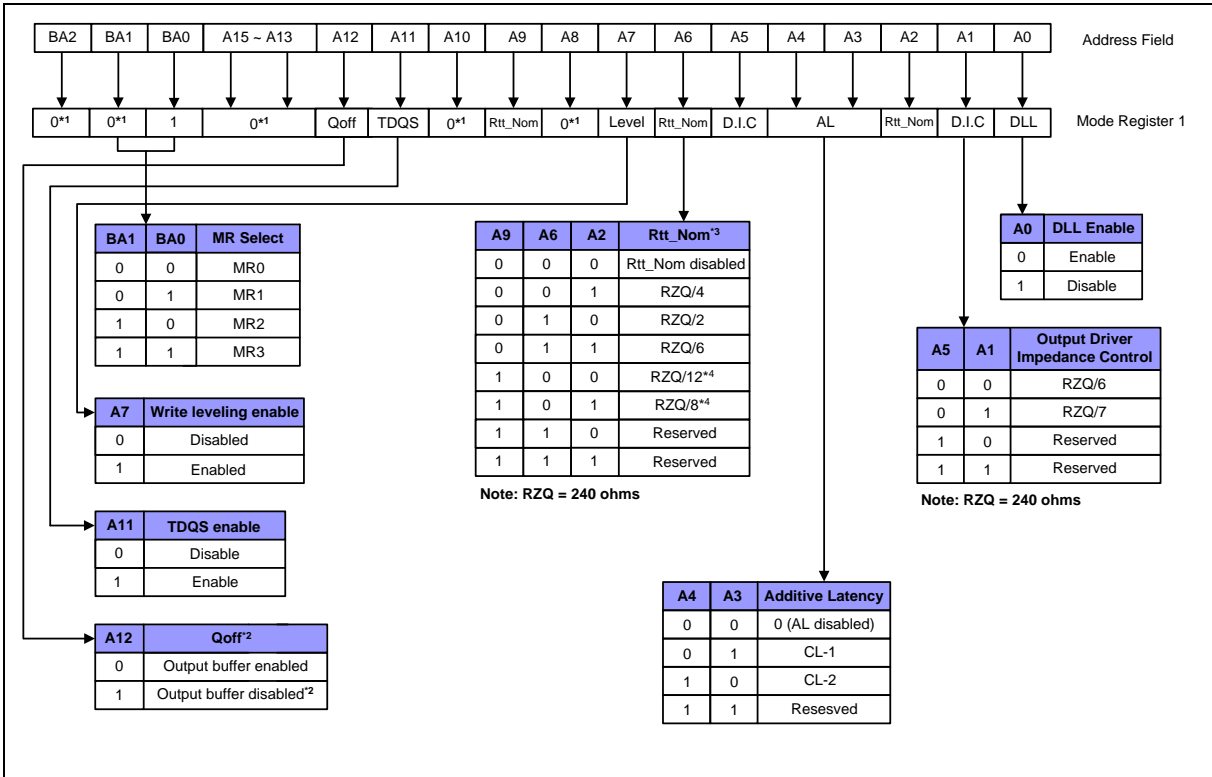 BA2 BA1 BA0 A15 ~ A13 A12 A11 A10 A9 A8 A7 A6 A5 A4 A3 A2 A1 A0 Address Field
0*1 0*1 1 0*1 Qoff TDQS 0*1 Rtt_Nom 0*1 Level Rtt_Nom D.I.C AL Rtt_Nom D.I.C DLL Mode Register 1
BA1 BA0 MR Select
0 0 MR0
0 1 MR1
1 0 MR2
1 1 MR3
A7 Write leveling enable
0 Disabled
1 Enabled
A11 TDQS enable
0 Disable
1 Enable
A12 Qoff*2
0 Output buffer enabled
1 Output buffer disabled*2
A9 A6 A2 Rtt_Nom*3
0 0 0 Rtt_Nom disabled
0 0 1 RZQ/4
0 1 0 RZQ/2
0 1 1 RZQ/6
1 0 0 RZQ/12*4
1 0 1 RZQ/8*4
1 1 0 Reserved
1 1 1 Reserved
Note: RZQ = 240 ohms
A4 A3 Additive Latency
0 0 0 (AL disabled)
0 1 CL-1
1 0 CL-2
1 1 Resesved
A0 DLL Enable
0 Enable
1 Disable
A5 A1 Output Driver
Impedance Control
0 0 RZQ/6
0 1 RZQ/7
1 0 Reserved
1 1 Reserved
Note: RZQ = 240 ohms